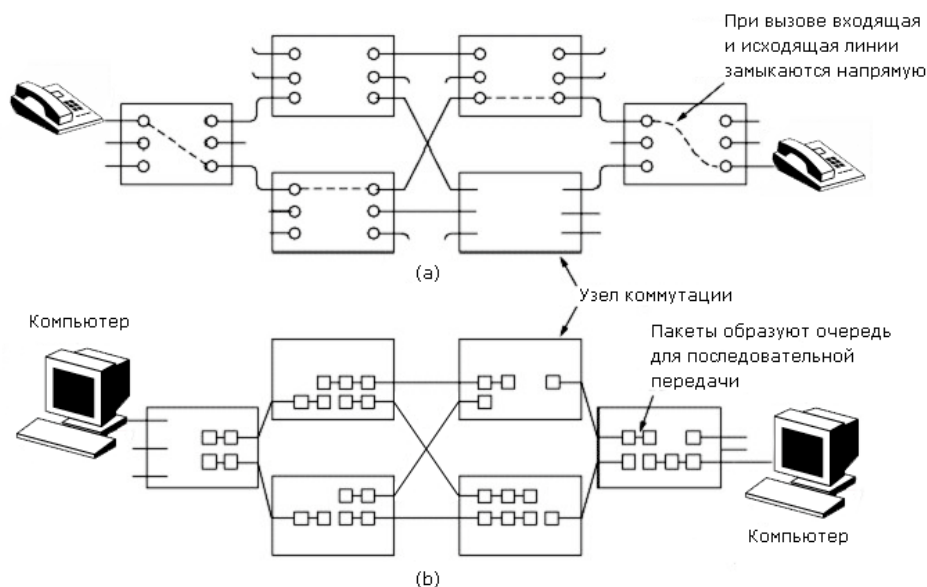 При вызове входящая
и исходящая линии
замыкаются напрямую
(a)
Узел коммутации
Компьютер
Пакеты образуют очередь
для последовательной
передачи
Компьютер
(b)